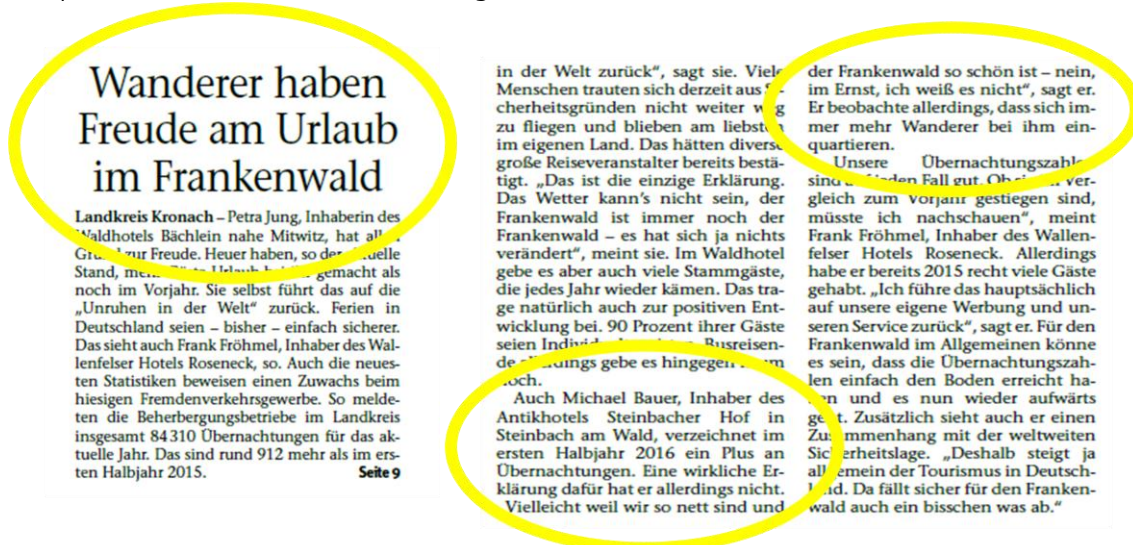 Wanderer haben
Freude am Urlaub
im Frankenwald
Landkreis Kronach – Petra Jung, Inhaberin des
Waldhotels Bächlein nahe Mitwitz, hat allen
Grund zur Freude. Heuer haben, so der aktuelle
Stand, mehr Gäste Urlaub bei ihr gemacht als
noch im Vorjahr. Sie selbst führt das auf die
„Unruhen in der Welt“ zurück. Ferien in
Deutschland seien – bisher – einfach sicherer.
Das sieht auch Frank Fröhmel, Inhaber des Wal-
lenfelser Hotels Roseneck, so. Auch die neues-
ten Statistiken beweisen einen Zuwachs beim
hiesigen Fremdenverkehrsgewerbe. So melde-
ten die Beherbergungsbetriebe im Landkreis
insgesamt 84 310 Übernachtungen für das ak-
tuelle Jahr. Das sind rund 912 mehr als im ers-
ten Halbjahr 2015. Seite 9
in der Welt zurück“, sagt sie. Viele
Menschen trauten sich derzeit aus Si-
cherheitsgründen nicht weiter weg
zu fliegen und blieben am liebsten
im eigenen Land. Das hätten diverse
große Reiseveranstalter bereits bestä-
tigt. „Das ist die einzige Erklärung.
Das Wetter kann’s nicht sein, der
Frankenwald ist immer noch der
Frankenwald – es hat sich ja nichts
verändert“, meint sie. Im Waldhotel
gebe es aber auch viele Stammgäste,
die jedes Jahr wieder kämen. Das tra-
ge natürlich auch zur positiven Ent-
wicklung bei. 90 Prozent ihrer Gäste
seien Busreisen-
de allerdings gebe es hingegen kaum
noch.
Auch Michael Bauer, Inhaber des
Antikhotels Steinbacher Hof in
Steinbach am Wald, verzeichnet im
ersten Halbjahr 2016 ein Plus an
Übernachtungen. Eine wirkliche Er-
klärung dafür hat er allerdings nicht.
„Vielleicht weil wir so nett sind und
der Frankenwald so schön ist – nein,
im Ernst, ich weiß es nicht“, sagt er.
Er beobachte allerdings, dass sich im-
mer mehr Wanderer bei ihm ein-
quartieren.
Unsere Übernachtungszahlen
sind auf jeden Fall gut. Ob sie im Ver-
gleich zum Vorjahr gestiegen sind,
müsste ich nachschauen“, meint
Frank Fröhmel, Inhaber des Wallen-
felser Hotels Roseneck. Allerdings
habe er bereits 2015 recht viele Gäste
gehabt. „Ich führe das hauptsächlich
auf unsere eigene Werbung und un-
seren Service zurück“, sagt er. Für den
Frankenwald im Allgemeinen könne
es sein, dass die Übernachtungszah-
len einfach den Boden erreicht ha-
ben und es nun wieder aufwärts
geht. Zusätzlich sieht auch er einen
Zusammenhang mit der weltweiten
Sicherheitslage. „Deshalb steigt ja
allgemein der Tourismus in Deutsch-
land. Da fällt sicher für den Franken-
wald auch ein bisschen was ab.“